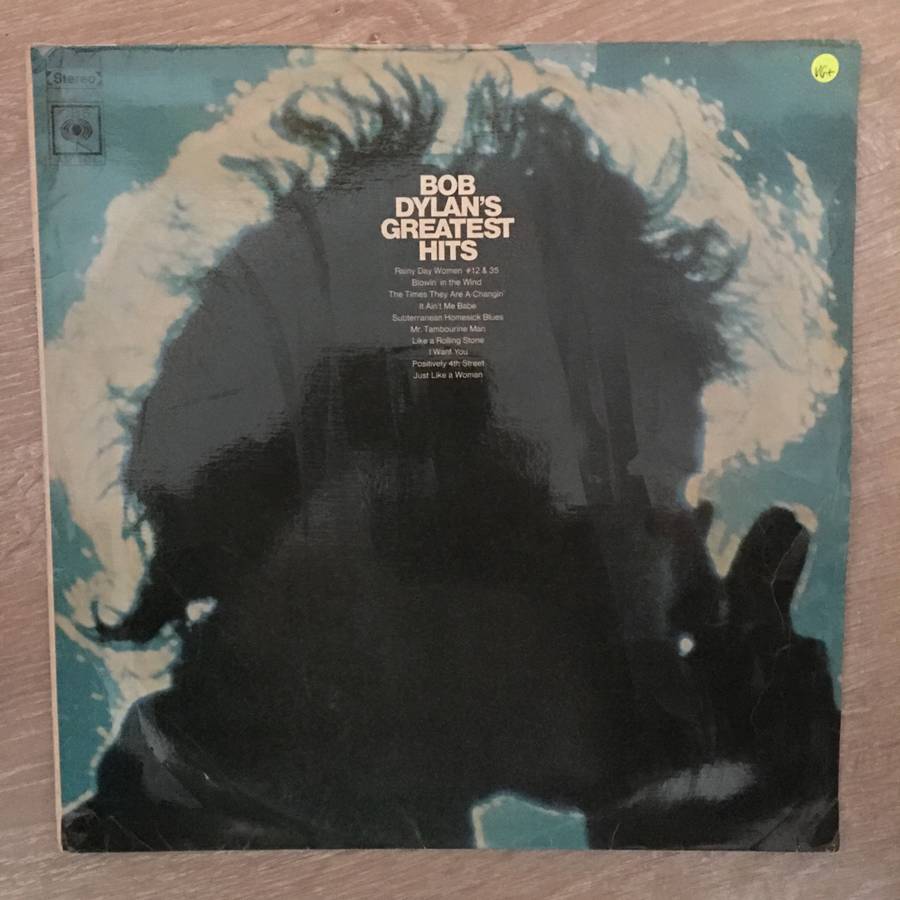 Stereo
VG+
BOB
DYLAN'S
GREATEST
HITS
Rainy Day Women #12 & 35
Blowin' in the Wind
The Times They Are A-Changin'
It Ain't Me Babe
Subterranean Homesick Blues
Mr. Tambourine Man
Like a Rolling Stone
I Want You
Positively 4th Street
Just Like a Woman